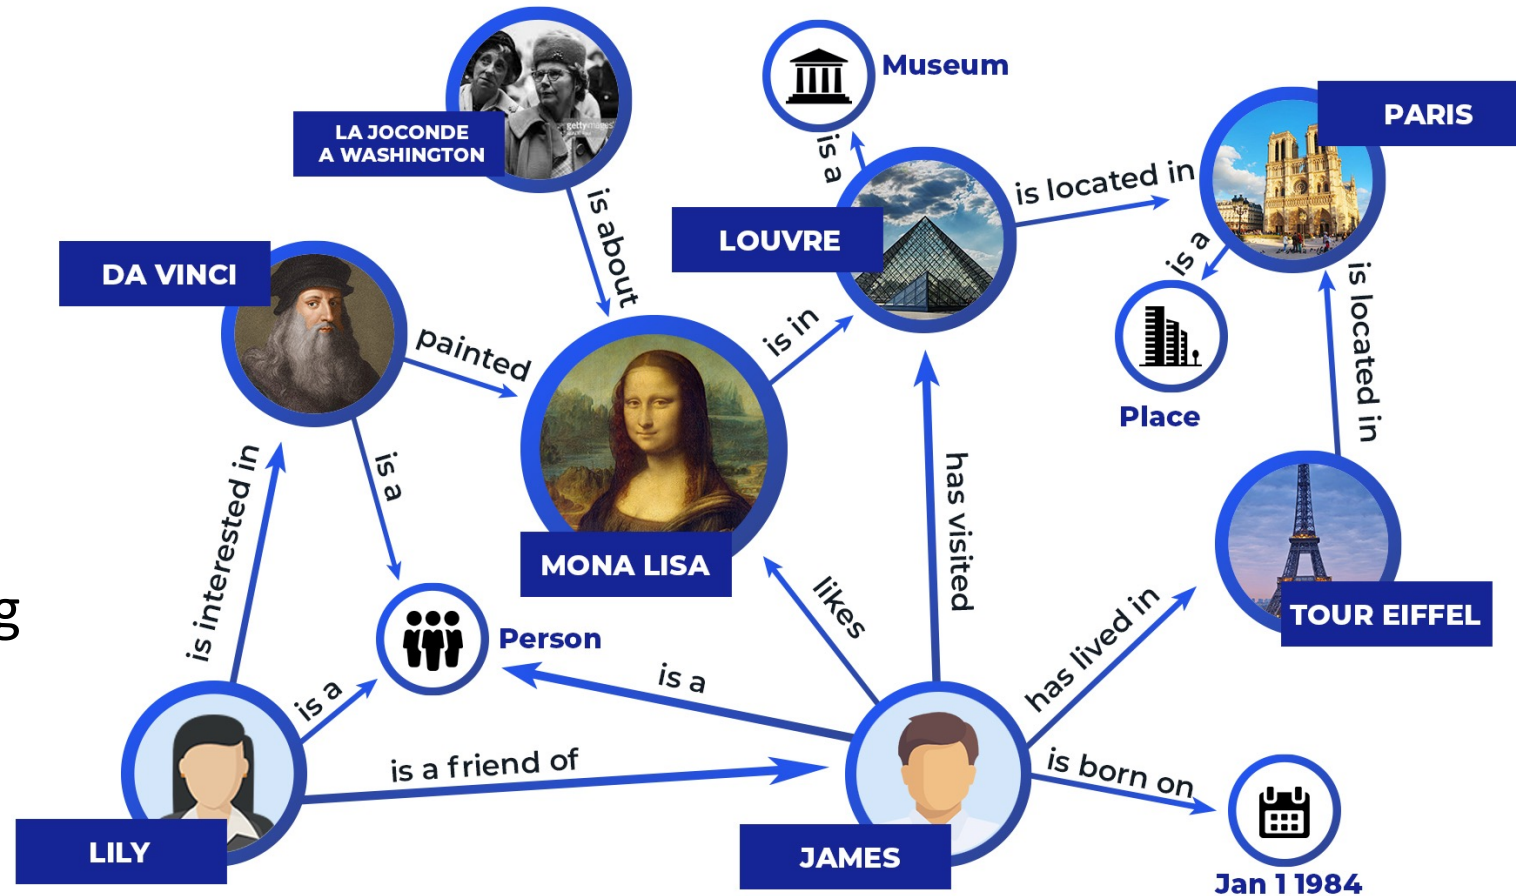 LA JOCONDE
A WASHINGTON
gettyimages
Museum
PARIS
is a
is located in
is about
LOUVRE
is a
DA VINCI
painted
is in
is located in
Place
is interested in
is a
has visited
MONA LISA
likes
TOUR EIFFEL
g
Person
has lived in
is a
is a
is a friend of
is born on
LILY
JAMES
Jan 1 1984